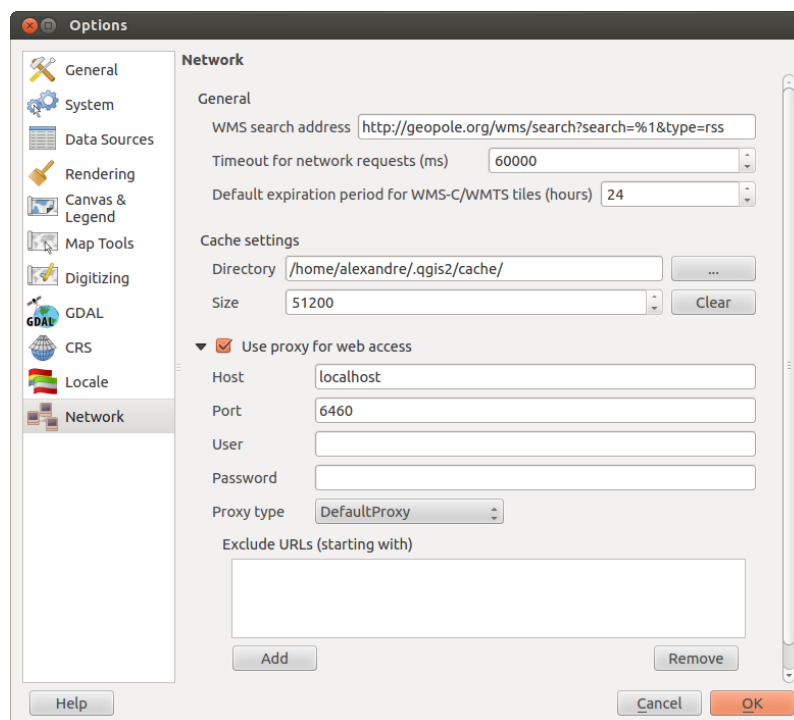 Options
General
System
Data Sources
Rendering
Canvas &
Legend
Map Tools
Digitizing
GDAL
GDAL
CRS
Locale
Network
Network
General
WMS search address http://geopole.org/wms/search?search=%1&type=rss
Timeout for network requests (ms) 60000
Default expiration period for WMS-C/WMTS tiles (hours) 24
Cache settings
Directory /home/alexandre/.qgis2/cache/ ...
Size 51200 Clear
Use proxy for web access
Host localhost
Port 6460
User
Password
Proxy type DefaultProxy
Exclude URLs (starting with)
Add Remove
Help Cancel OK